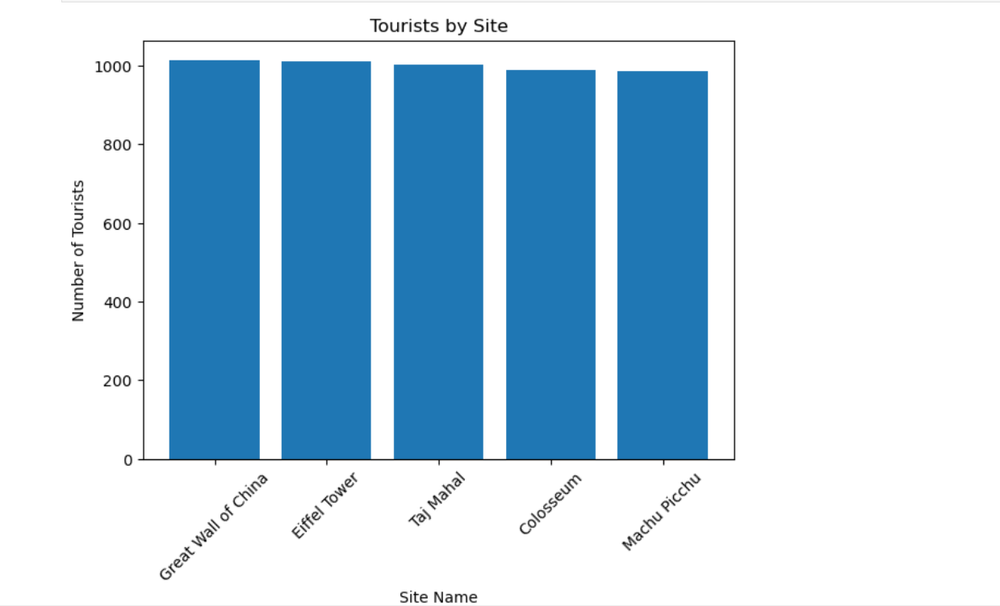 Tourists by Site
1000
800
600
400
200
0
Number of Tourists
Great Wall of China
Eiffel Tower
Taj Mahal
Colosseum
Machu Picchu
Site Name